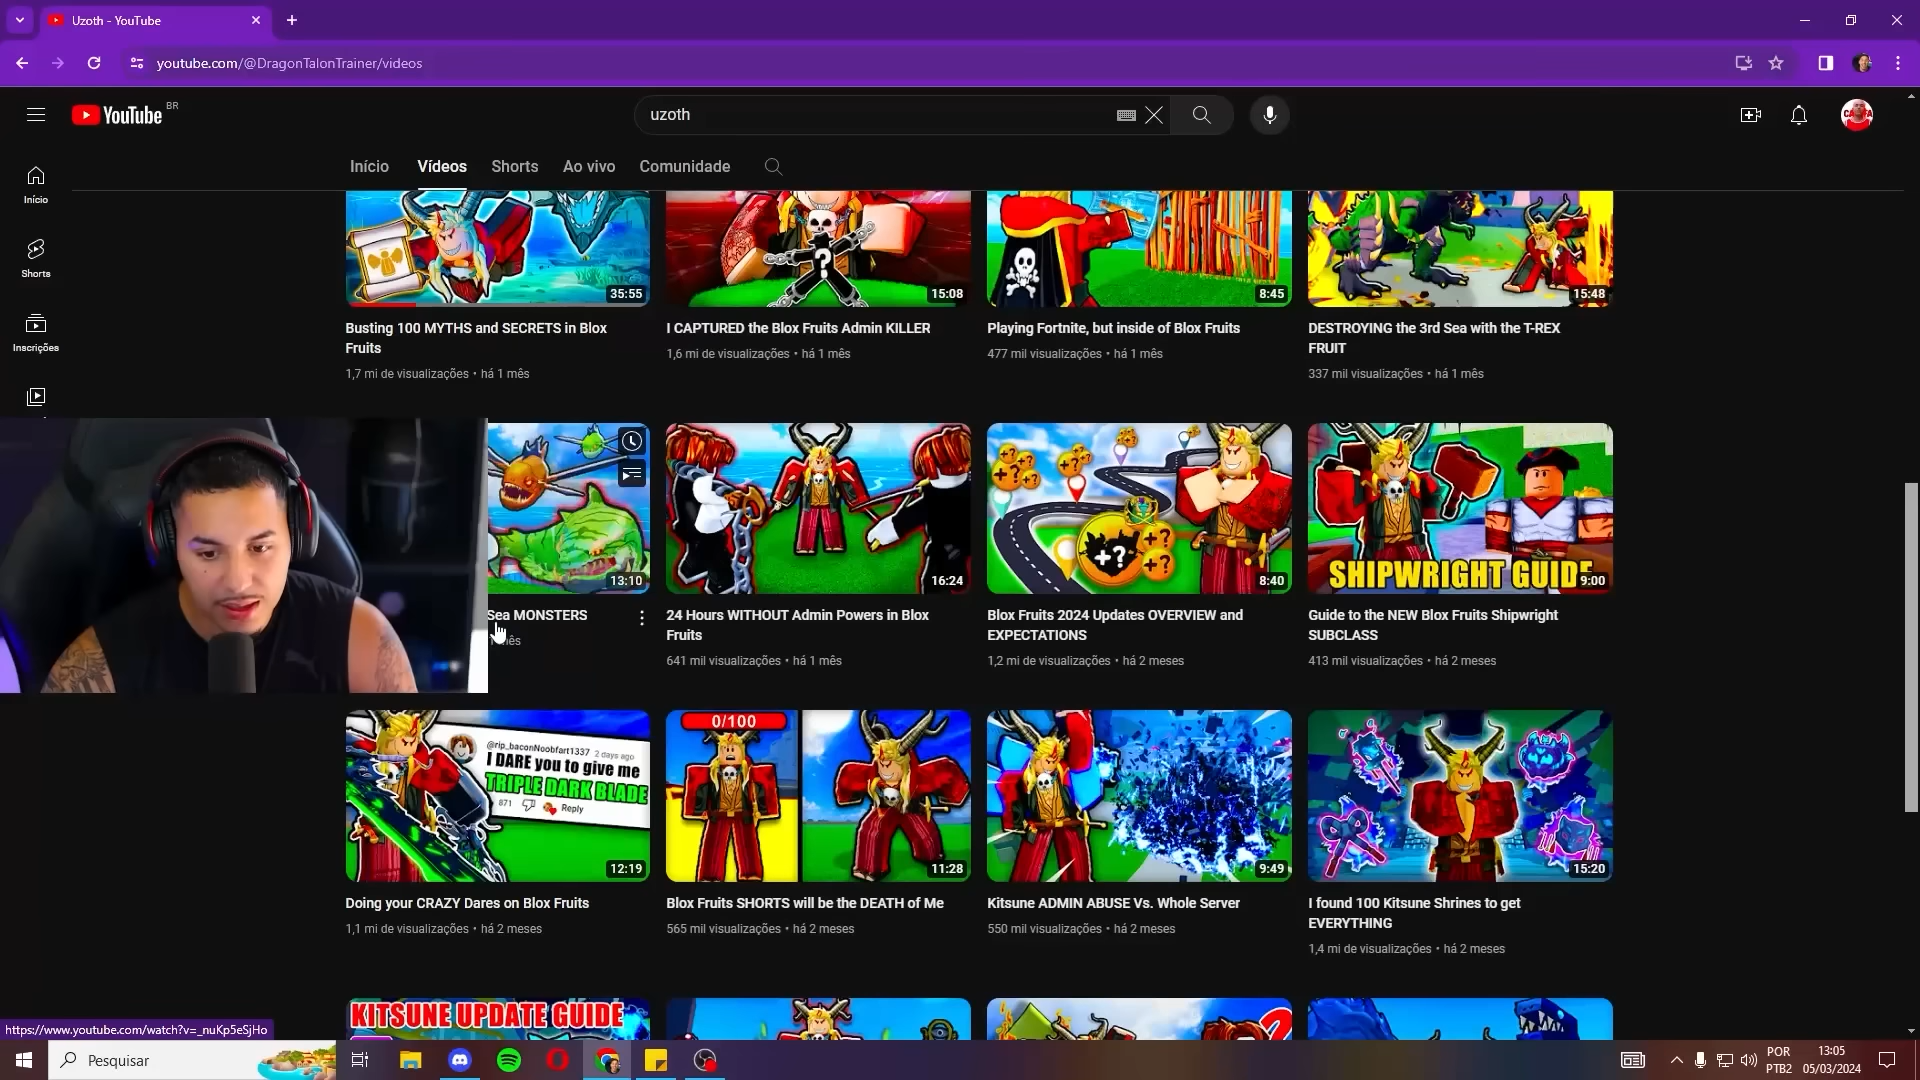 Uzoth - YouTube
youtube.com/@DragonTalonTrainer/videos
YouTube BR
uzoth
Início
Vídeos
Shorts
Ao vivo
Comunidade
Início
Shorts
Inscrições
35:55
?
15:08
8:45
15:48
Busting 100 MYTHS and SECRETS in Blox
Fruits
1,7 mi de visualizações • há 1 mês
I CAPTURED the Blox Fruits Admin KILLER
1,6 mi de visualizações • há 1 mês
Playing Fortnite, but inside of Blox Fruits
477 mil visualizações • há 1 mês
DESTROYING the 3rd Sea with the T-REX
FRUIT
337 mil visualizações • há 1 mês
13:10
16:24
+?
+?
+?
+?
+?
+?
8:40
SHIPWRIGHT GUIDE
9:00
Sea MONSTERS
mês
24 Hours WITHOUT Admin Powers in Blox
Fruits
641 mil visualizações • há 1 mês
Blox Fruits 2024 Updates OVERVIEW and
EXPECTATIONS
1,2 mi de visualizações • há 2 meses
Guide to the NEW Blox Fruits Shipwright
SUBCLASS
413 mil visualizações • há 2 meses
@rip_baconNoobfart1337 2 days ago
I DARE you to give me
TRIPLE DARK BLADE
871 Reply
12:19
0/100
11:28
9:49
15:20
Doing your CRAZY Dares on Blox Fruits
1,1 mi de visualizações • há 2 meses
Blox Fruits SHORTS will be the DEATH of Me
565 mil visualizações • há 2 meses
Kitsune ADMIN ABUSE Vs. Whole Server
550 mil visualizações • há 2 meses
I found 100 Kitsune Shrines to get
EVERYTHING
1,4 mi de visualizações • há 2 meses
KITSUNE UPDATE GUIDE
?
https://www.youtube.com/watch?v=_nuKp5eSjHo
Pesquisar
POR
PTB2
13:05
05/03/2024